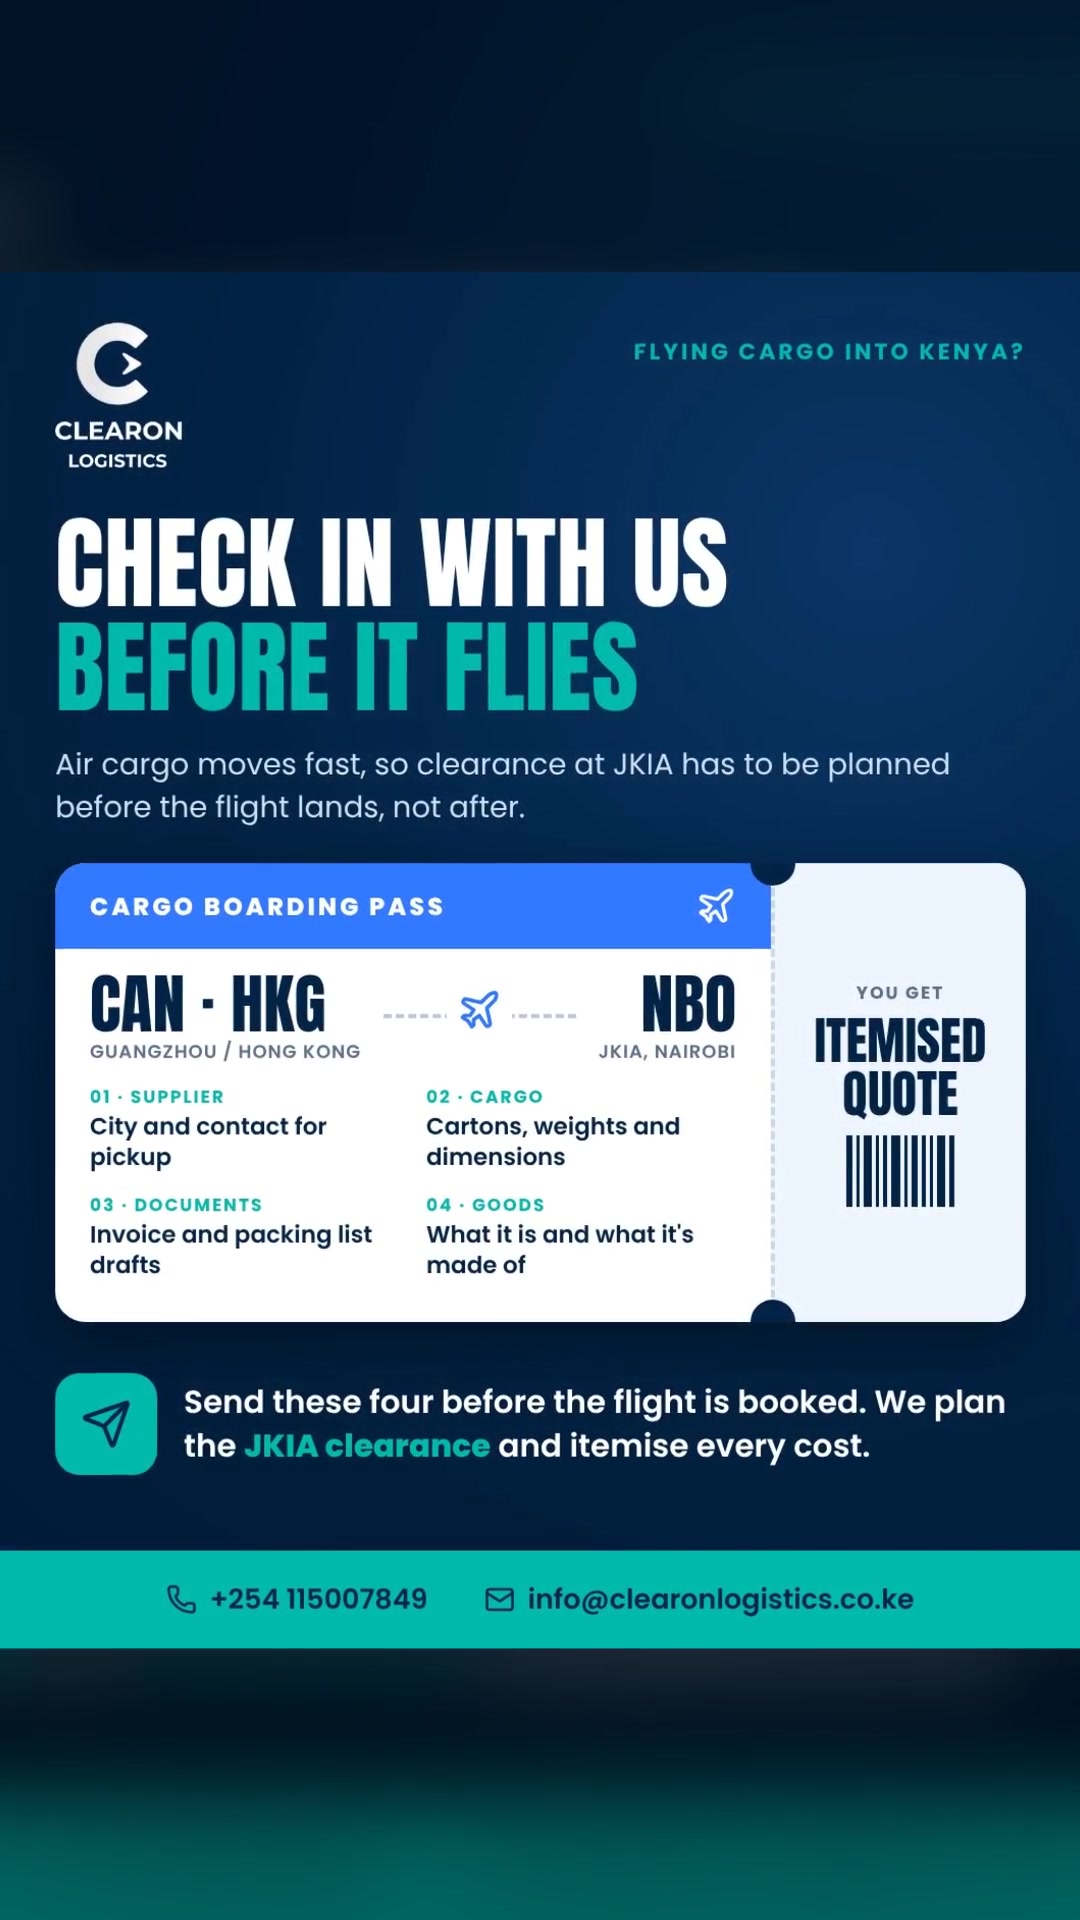 CLEARON
LOGISTICS
FLYING CARGO INTO KENYA?
CHECK IN WITH US
BEFORE IT FLIES
Air cargo moves fast, so clearance at JKIA has to be planned
before the flight lands, not after.
CARGO BOARDING PASS
CAN · HKG
GUANGZHOU / HONG KONG
NBO
JKIA, NAIROBI
01 · SUPPLIER
City and contact for
pickup
02 · CARGO
Cartons, weights and
dimensions
03 · DOCUMENTS
Invoice and packing list
drafts
04 · GOODS
What it is and what it's
made of
YOU GET
ITEMISED
QUOTE
Send these four before the flight is booked. We plan
the JKIA clearance and itemise every cost.
+254 115007849
info@clearonlogistics.co.ke